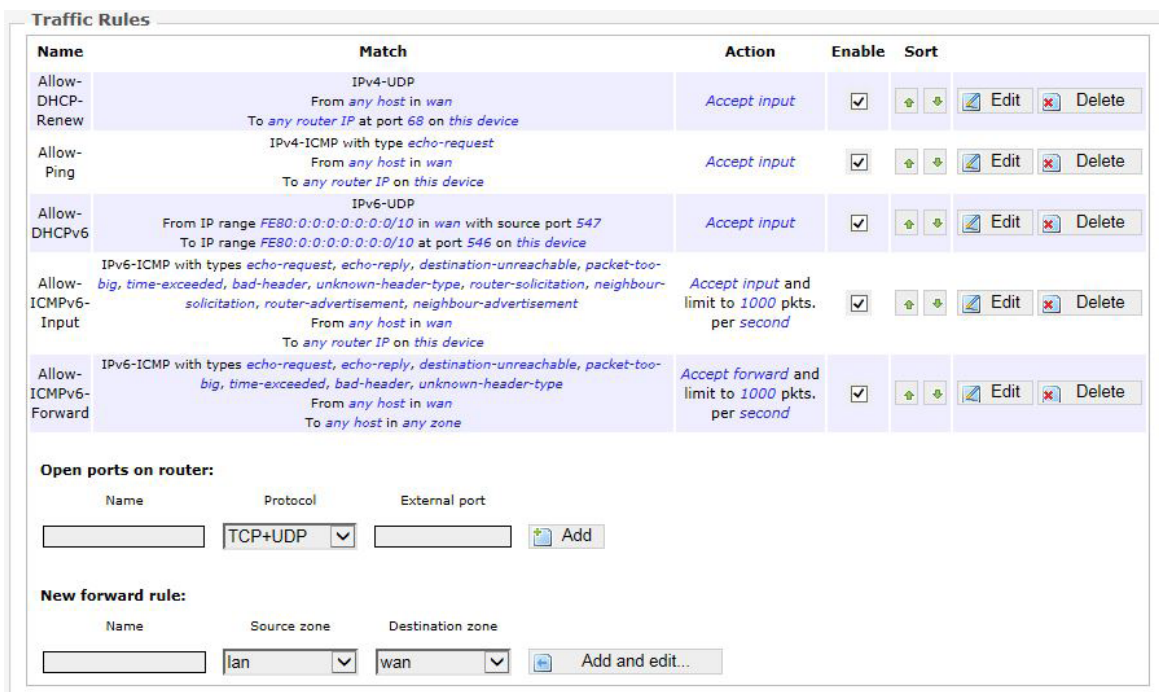 Traffic Rules
Name Match Action Enable Sort
Allow-
DHCP-
Renew
IPv4-UDP
From any host in wan
To any router IP at port 68 on this device
Accept input
Edit Delete
Allow-
Ping
IPv4-ICMP with type echo-request
From any host in wan
To any router IP on this device
Accept input
Edit Delete
Allow-
DHCPv6
IPv6-UDP
From IP range FE80:0:0:0:0:0:0:0/10 in wan with source port 547
To IP range FE80:0:0:0:0:0:0:0/10 at port 546 on this device
Accept input
Edit Delete
Allow-
ICMPv6-
Input
IPv6-ICMP with types echo-request, echo-reply, destination-unreachable, packet-too-
big, time-exceeded, bad-header, unknown-header-type, router-solicitation, neighbour-
solicitation, router-advertisement, neighbour-advertisement
From any host in wan
To any router IP on this device
Accept input and
limit to 1000 pkts.
per second
Edit Delete
Allow-
ICMPv6-
Forward
IPv6-ICMP with types echo-request, echo-reply, destination-unreachable, packet-too-
big, time-exceeded, bad-header, unknown-header-type
From any host in wan
To any host in any zone
Accept forward and
limit to 1000 pkts.
per second
Edit Delete
Open ports on router:
Name Protocol External port
TCP+UDP Add
New forward rule:
Name Source zone Destination zone
lan wan Add and edit...